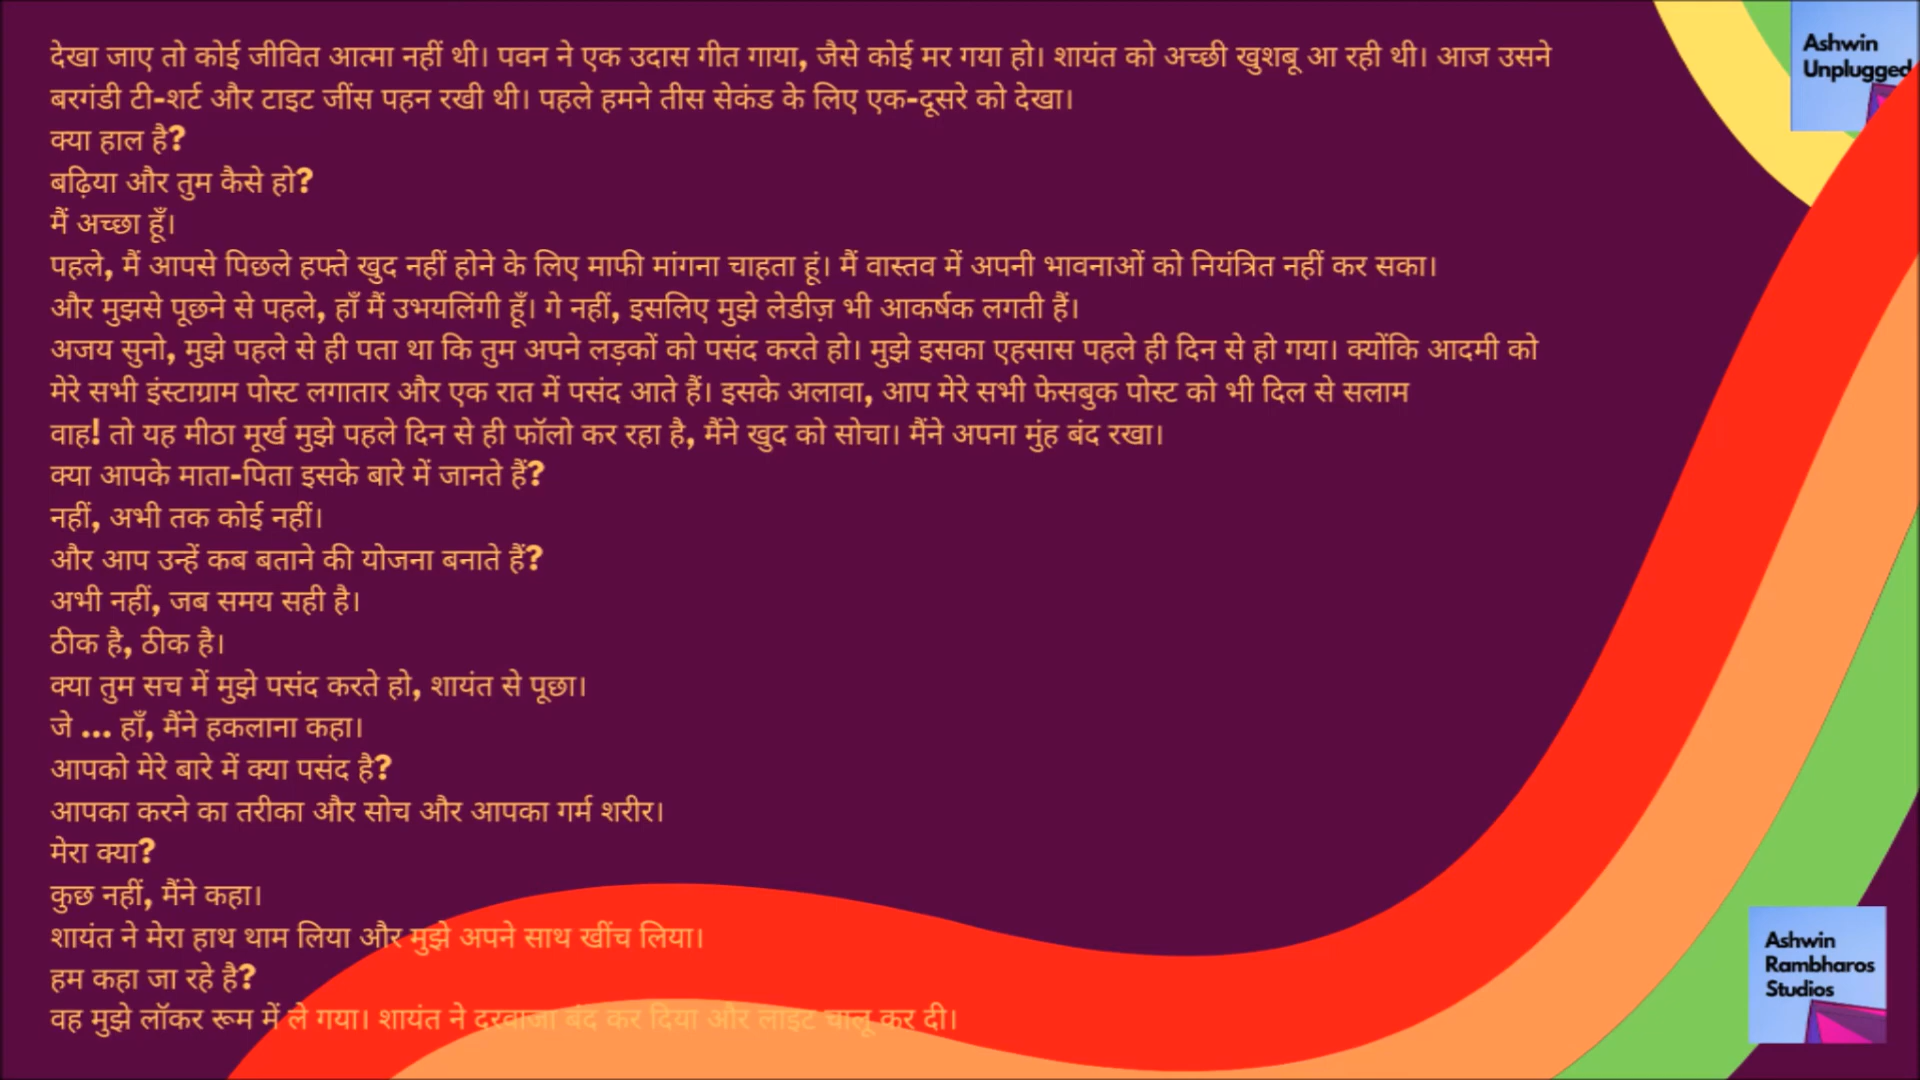 देखा जाए तो कोई जीवित आत्मा नहीं थी। पवन ने एक उदास गीत गाया, जैसे कोई मर गया हो। शायंत को अच्छी खुशबू आ रही थी। आज उसने
बरगंडी टी-शर्ट और टाइट जींस पहन रखी थी। पहले हमने तीस सेकंड के लिए एक-दूसरे को देखा।
क्या हाल है?
बढ़िया और तुम कैसे हो?
मैं अच्छा हूँ।
पहले, मैं आपसे पिछले हफ्ते खुद नहीं होने के लिए माफी मांगना चाहता हूं। मैं वास्तव में अपनी भावनाओं को नियंत्रित नहीं कर सका।
और मुझसे पूछने से पहले, हाँ मैं उभयलिंगी हूँ। गे नहीं, इसलिए मुझे लेडीज़ भी आकर्षक लगती हैं।
अजय सुनो, मुझे पहले से ही पता था कि तुम अपने लड़कों को पसंद करते हो। मुझे इसका एहसास पहले ही दिन से हो गया। क्योंकि आदमी को
मेरे सभी इंस्टाग्राम पोस्ट लगातार और एक रात में पसंद आते हैं। इसके अलावा, आप मेरे सभी फेसबुक पोस्ट को भी दिल से सलाम
वाह! तो यह मीठा मूर्ख मुझे पहले दिन से ही फॉलो कर रहा है, मैंने खुद को सोचा। मैंने अपना मुंह बंद रखा।
क्या आपके माता-पिता इसके बारे में जानते हैं?
नहीं, अभी तक कोई नहीं।
और आप उन्हें कब बताने की योजना बनाते हैं?
अभी नहीं, जब समय सही है।
ठीक है, ठीक है।
क्या तुम सच में मुझे पसंद करते हो, शायंत से पूछा।
जे ... हाँ, मैंने हकलाना कहा।
आपको मेरे बारे में क्या पसंद है?
आपका करने का तरीका और सोच और आपका गर्म शरीर।
मेरा क्या?
कुछ नहीं, मैंने कहा।
शायंत ने मेरा हाथ थाम लिया और मुझे अपने साथ खींच लिया।
हम कहा जा रहे है?
वह मुझे लॉकर रूम में ले गया। शायंत ने दरवाजा बंद कर दिया और लाइट चालू कर दी।
Ashwin
Unplugged
Ashwin
Rambharos
Studios